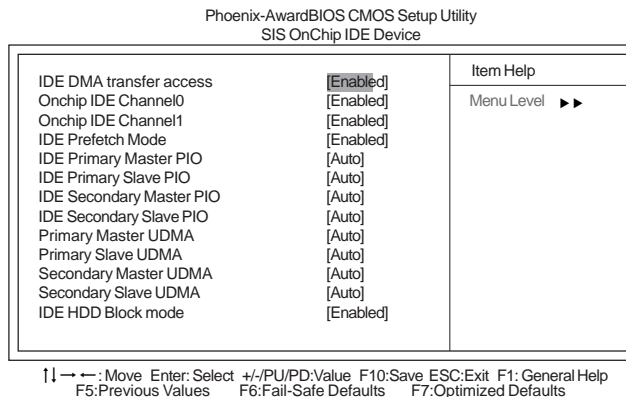 Phoenix-AwardBIOS CMOS Setup Utility
SIS OnChip IDE Device
IDE DMA transfer access [Enabled]
Onchip IDE Channel0 [Enabled]
Onchip IDE Channel1 [Enabled]
IDE Prefetch Mode [Enabled]
IDE Primary Master PIO [Auto]
IDE Primary Slave PIO [Auto]
IDE Secondary Master PIO [Auto]
IDE Secondary Slave PIO [Auto]
Primary Master UDMA [Auto]
Primary Slave UDMA [Auto]
Secondary Master UDMA [Auto]
Secondary Slave UDMA [Auto]
IDE HDD Block mode [Enabled]
Item Help
Menu Level ▶▶
↑↓→←: Move Enter: Select +/-/PU/PD:Value F10:Save ESC:Exit F1: General Help
F5:Previous Values F6:Fail-Safe Defaults F7:Optimized Defaults